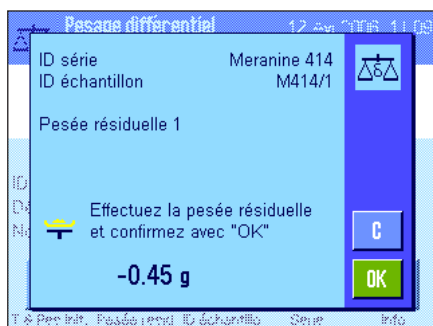 Pesage différentiel
ID série Meranine 414
ID échantillon M414/1
Pesée résiduelle 1
Effectuez la pesée résiduelle
et confirmez avec "OK"
C
-0.45 g
OK